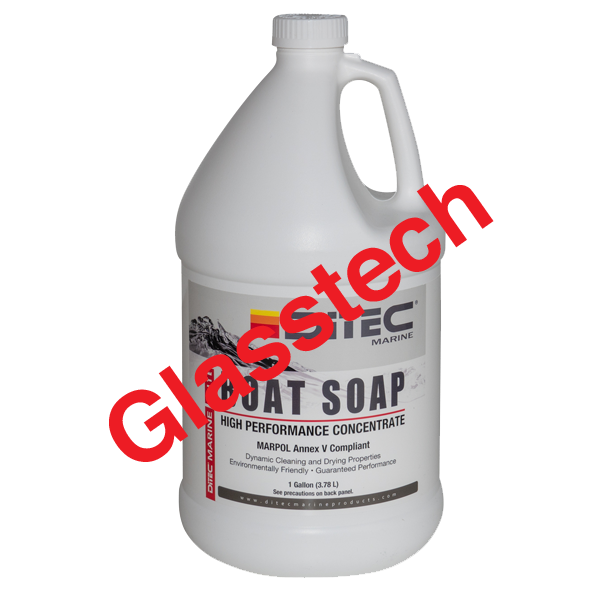 Glasstech
DiTEC®
MARINE
BOAT SOAP
HIGH PERFORMANCE CONCENTRATE
MARPOL Annex V Compliant
Dynamic Cleaning and Drying Properties
Environmentally Friendly • Guaranteed Performance
1 Gallon (3.78 L)
See precautions on back panel.
www.ditecmarineproducts.com
DiTEC MARINE